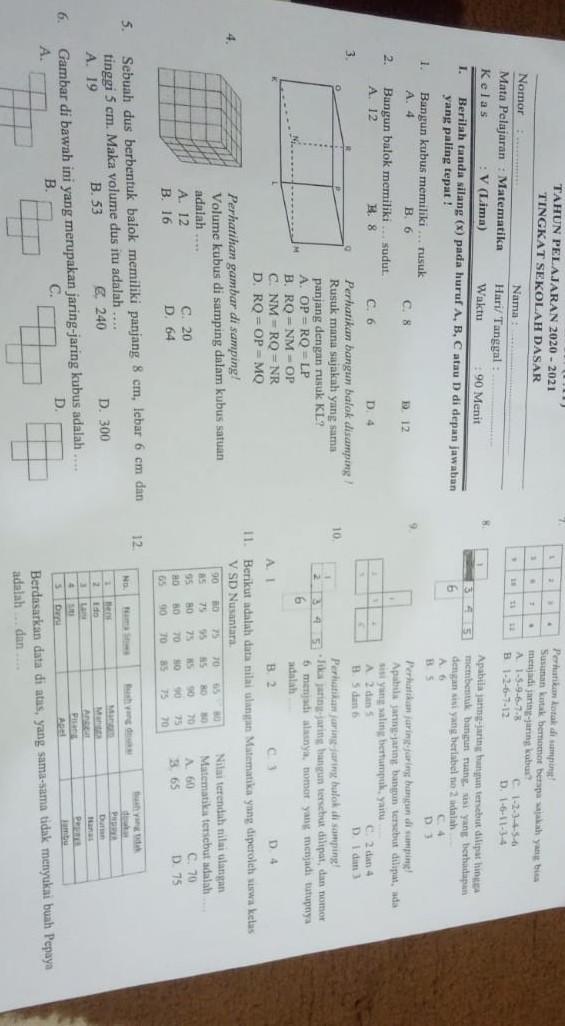 TAHUN PELAJARAN 2020 - 2021
TINGKAT SEKOLAH DASAR
Nomor : Nama :
Mata Pelajaran : Matematika Hari/ Tanggal :
Kelas : V (Lima) Waktu : 90 Menit
I. Berilah tanda silang (x) pada huruf A, B, C atau D di depan jawaban
yang paling tepat !
1. Bangun kubus memiliki ... rusuk
A. 4 B. 6 C. 8 D. 12
2. Bangun balok memiliki ... sudut.
A. 12 B. 8 C. 6 D. 4
3. Perhatikan bangun balok disamping !
Rusuk mana sajakah yang sama
panjang dengan rusuk KL?
A. OP = RQ = LP
B. RQ = NM = OP
C. NM = RQ = NR
D. RQ = OP = MQ
O R P Q
K N L M
4. Perhatihan gambar di samping!
Volume kubus di samping dalam kubus satuan
adalah ....
A. 12 C. 20
B. 16 D. 64
5. Sebuah dus berbentuk balok memiliki panjang 8 cm, lebar 6 cm dan
tinggi 5 cm. Maka volume dus itu adalah ....
A. 19 B. 53 C. 240 D. 300
6. Gambar di bawah ini yang merupakan jaring-jaring kubus adalah ....
A. B. C. D.
7. Perhatikan kotak di samping!
Susunan kotak bernomor berapa sajakah yang bisa
menjadi jaring-jaring kubus?
A. 1-5-9-6-7-8 C. 1-2-3-4-5-6
B. 1-2-6-7-12 D. 1-6-11-3-4
1 2 3 4
5 6 7 8
9 10 11 12
8. Apabila jaring-jaring bangun tersebut dilipat hingga
membentuk bangun ruang, sisi yang berhadapan
dengan sisi yang berlabel no 2 adalah
A. 6 C. 4
B. 5 D. 3
1
3 4 5
6
9. Perhatikan jaring-jaring bangun di samping!
Apabila jaring-jaring bangun tersebut dilipat, ada
sisi yang saling bertumpuk, yaitu
A. 2 dan 5 C. 2 dan 4
B. 5 dan 6 D. 1 dan 3
10. Perhatikan jaring-jaring balok di samping!
Jika jaring-jaring bangun tersebut dilipat, dan nomor
6 menjadi alasnya, nomor yang menjadi tutupnya
adalah
1
2 3 4 5
6
A. 1 B. 2 C. 3 D. 4
11. Berikut adalah data nilai ulangan Matematika yang diperoleh siswa kelas
V SD Nusantara.
90 80 75 70 65 80
85 75 95 85 80 80
95 80 75 85 90 70
80 80 70 80 90 75
65 90 70 85 75 70
Nilai terendah nilai ulangan
Matematika tersebut adalah ....
A. 60 C. 70
B. 65 D. 75
12.
No. Nama Siswa Buah yang disukai Buah yang tidak disukai
1 Beni Mangga Pepaya
2 Edo Mangga Durian
3 Lani Anggur Nanas
4 Siti Pisang Pepaya
5 Dayu Apel Jambu
Berdasarkan data di atas, yang sama-sama tidak menyukai buah Pepaya
adalah ... dan ....